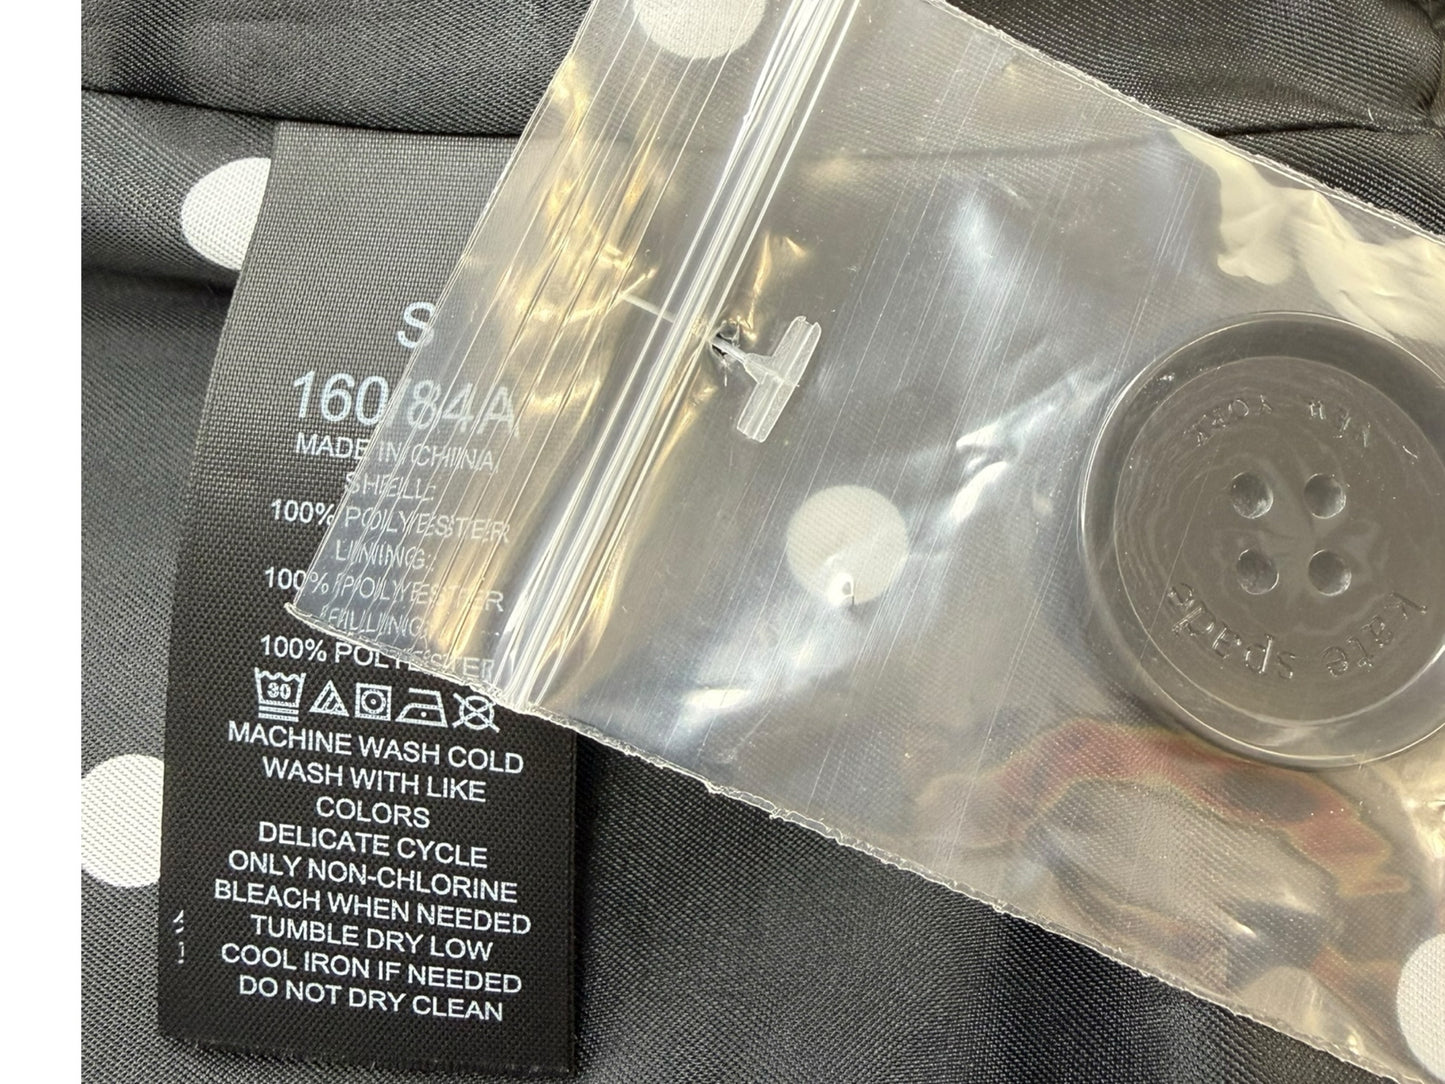 S
160/84A
MADE IN CHINA
SHELL:
100% POLYESTER
LINING:
100% POLYESTER
FILLING:
100% POLYESTER
30
MACHINE WASH COLD
WASH WITH LIKE
COLORS
DELICATE CYCLE
ONLY NON-CHLORINE
BLEACH WHEN NEEDED
TUMBLE DRY LOW
COOL IRON IF NEEDED
DO NOT DRY CLEAN
NEW YORK
kate spade